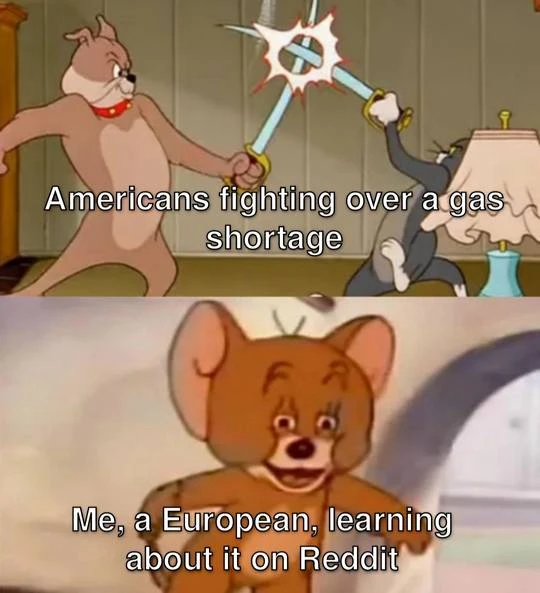 Americans fighting over a gas
shortage
Me, a European, learning
about it on Reddit